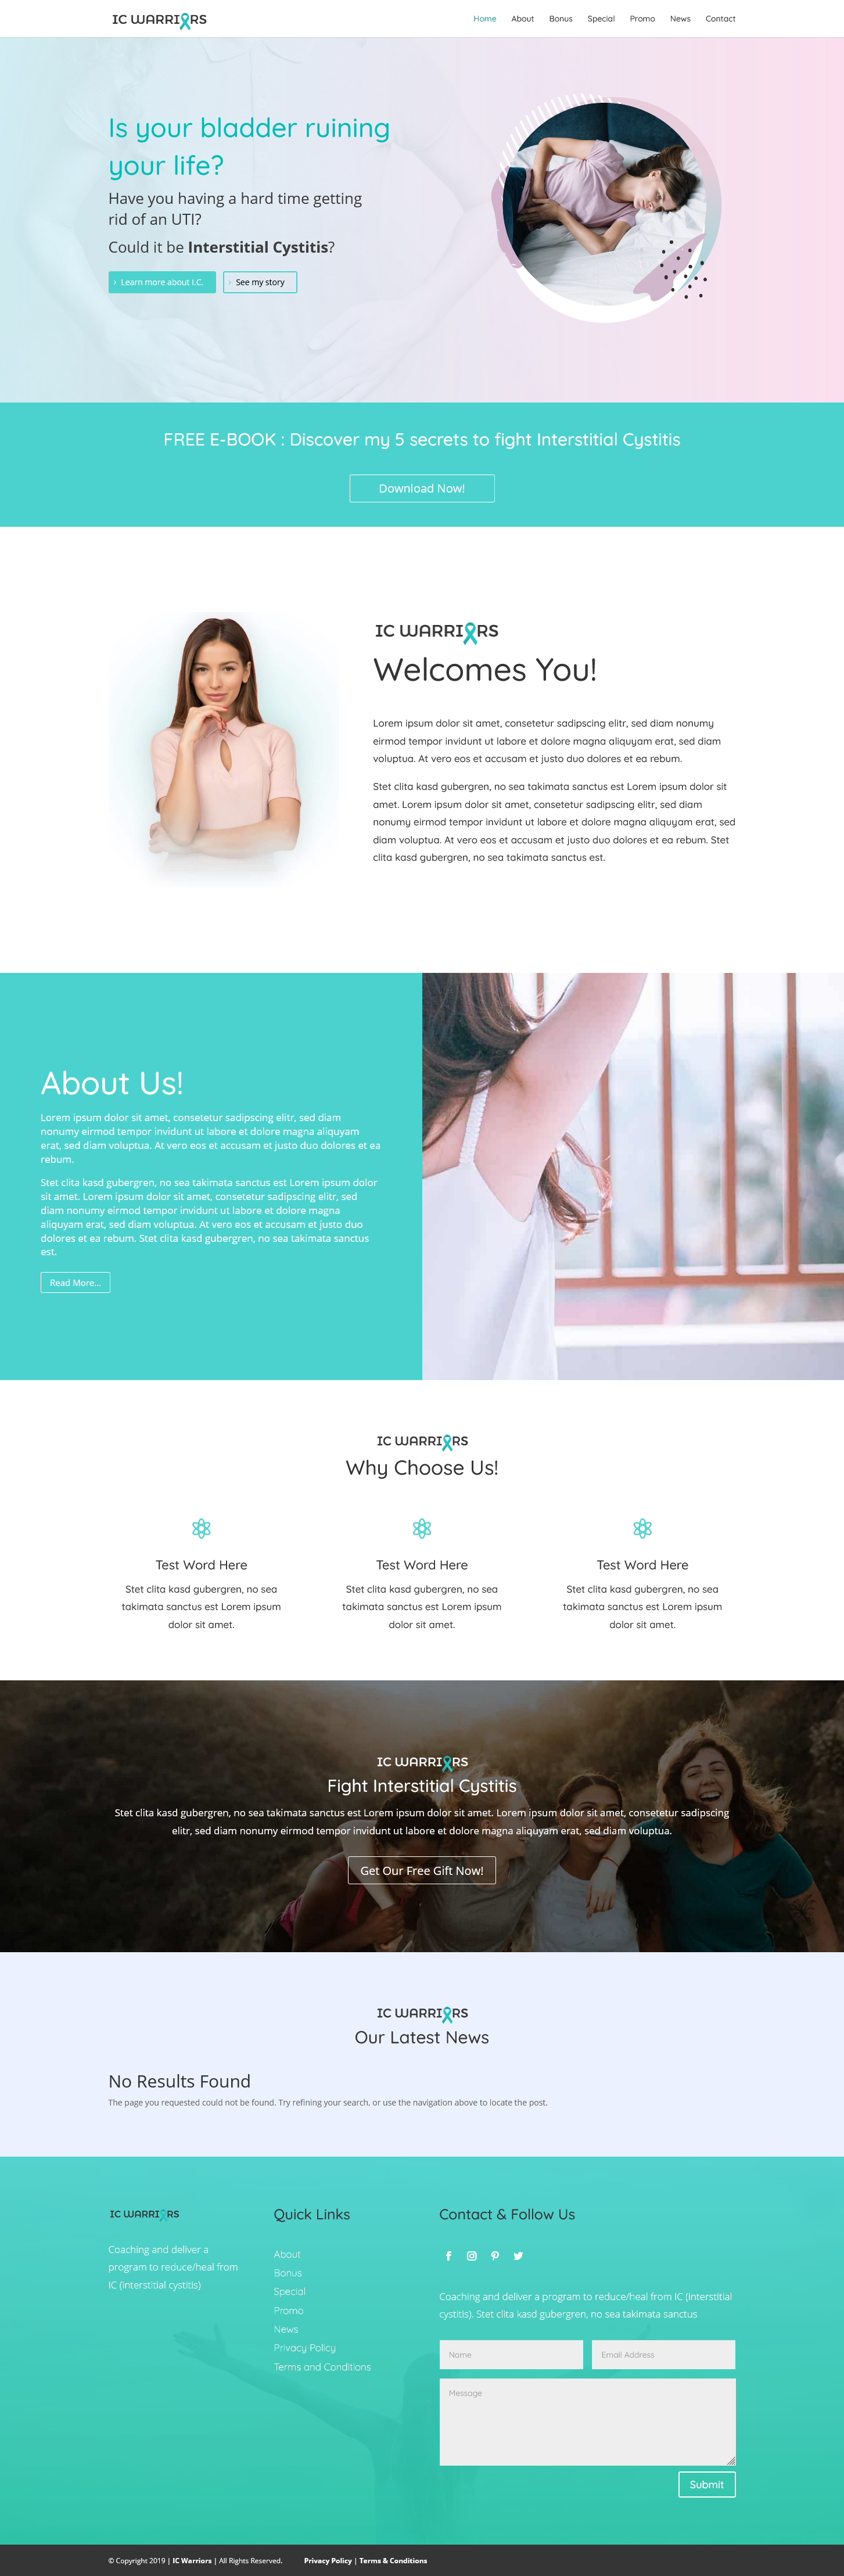 IC WARRIORS
Home About Bonus Special Promo News Contact
Is your bladder ruining
your life?
Have you having a hard time getting
rid of an UTI?
Could it be Interstitial Cystitis?
Learn more about I.C. See my story
FREE E-BOOK : Discover my 5 secrets to fight Interstitial Cystitis
Download Now!
IC WARRIORS
Welcomes You!
Lorem ipsum dolor sit amet, consetetur sadipscing elitr, sed diam nonumy
eirmod tempor invidunt ut labore et dolore magna aliquyam erat, sed diam
voluptua. At vero eos et accusam et justo duo dolores et ea rebum.
Stet clita kasd gubergren, no sea takimata sanctus est Lorem ipsum dolor sit
amet. Lorem ipsum dolor sit amet, consetetur sadipscing elitr, sed diam
nonumy eirmod tempor invidunt ut labore et dolore magna aliquyam erat, sed
diam voluptua. At vero eos et accusam et justo duo dolores et ea rebum. Stet
clita kasd gubergren, no sea takimata sanctus est.
About Us!
Lorem ipsum dolor sit amet, consetetur sadipscing elitr, sed diam
nonumy eirmod tempor invidunt ut labore et dolore magna aliquyam
erat, sed diam voluptua. At vero eos et accusam et justo duo dolores et ea
rebum.
Stet clita kasd gubergren, no sea takimata sanctus est Lorem ipsum dolor
sit amet. Lorem ipsum dolor sit amet, consetetur sadipscing elitr, sed
diam nonumy eirmod tempor invidunt ut labore et dolore magna
aliquyam erat, sed diam voluptua. At vero eos et accusam et justo duo
dolores et ea rebum. Stet clita kasd gubergren, no sea takimata sanctus
est.
Read More...
IC WARRIORS
Why Choose Us!
Test Word Here
Stet clita kasd gubergren, no sea
takimata sanctus est Lorem ipsum
dolor sit amet.
Test Word Here
Stet clita kasd gubergren, no sea
takimata sanctus est Lorem ipsum
dolor sit amet.
Test Word Here
Stet clita kasd gubergren, no sea
takimata sanctus est Lorem ipsum
dolor sit amet.
IC WARRIORS
Fight Interstitial Cystitis
Stet clita kasd gubergren, no sea takimata sanctus est Lorem ipsum dolor sit amet. Lorem ipsum dolor sit amet, consetetur sadipscing
elitr, sed diam nonumy eirmod tempor invidunt ut labore et dolore magna aliquyam erat, sed diam voluptua.
Get Our Free Gift Now!
IC WARRIORS
Our Latest News
No Results Found
The page you requested could not be found. Try refining your search, or use the navigation above to locate the post.
IC WARRIORS
Coaching and deliver a
program to reduce/heal from
IC (interstitial cystitis)
Quick Links
About
Bonus
Special
Promo
News
Privacy Policy
Terms and Conditions
Contact & Follow Us
Coaching and deliver a program to reduce/heal from IC (interstitial
cystitis). Stet clita kasd gubergren, no sea takimata sanctus
Name Email Address
Message
Submit
© Copyright 2019 | IC Warriors | All Rights Reserved. Privacy Policy | Terms & Conditions